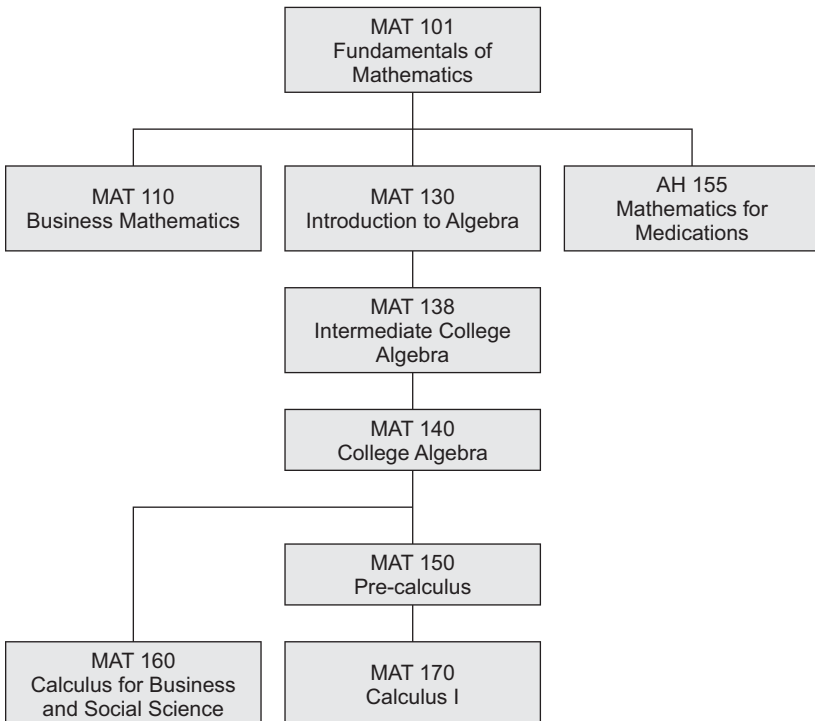 MAT 101
Fundamentals of
Mathematics
MAT 110
Business Mathematics
MAT 130
Introduction to Algebra
AH 155
Mathematics for
Medications
MAT 138
Intermediate College
Algebra
MAT 140
College Algebra
MAT 150
Pre-calculus
MAT 160
Calculus for Business
and Social Science
MAT 170
Calculus I